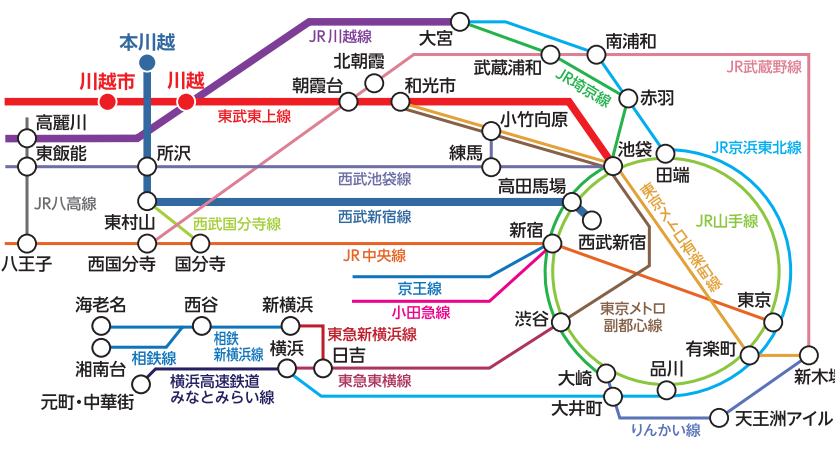 大宮
南浦和
本川越
JR川越線
北朝霞
武蔵浦和
JR武蔵野線
川越市
川越
朝霞台
和光市
JR埼京線
赤羽
高麗川
東武東上線
小竹向原
東飯能
所沢
練馬
池袋
田端
JR京浜東北線
西武池袋線
高田馬場
JR八高線
東村山
西武国分寺線
西武新宿線
東京メトロ有楽町線
JR山手線
新宿
西武新宿
JR中央線
八王子
西国分寺
国分寺
京王線
小田急線
東京メトロ
副都心線
東京
海老名
西谷
新横浜
渋谷
相鉄
新横浜線
東急新横浜線
相鉄線
横浜
日吉
有楽町
湘南台
横浜高速鉄道
みなとみらい線
東急東横線
大崎
品川
新木場
元町・中華街
大井町
天王洲アイル
りんかい線